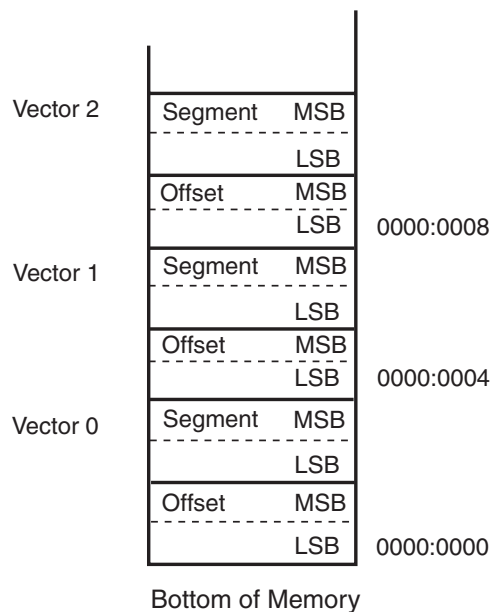 Vector 2 Segment MSB
LSB
Offset MSB
LSB 0000:0008
Vector 1 Segment MSB
LSB
Offset MSB
LSB 0000:0004
Vector 0 Segment MSB
LSB
Offset MSB
LSB 0000:0000
Bottom of Memory